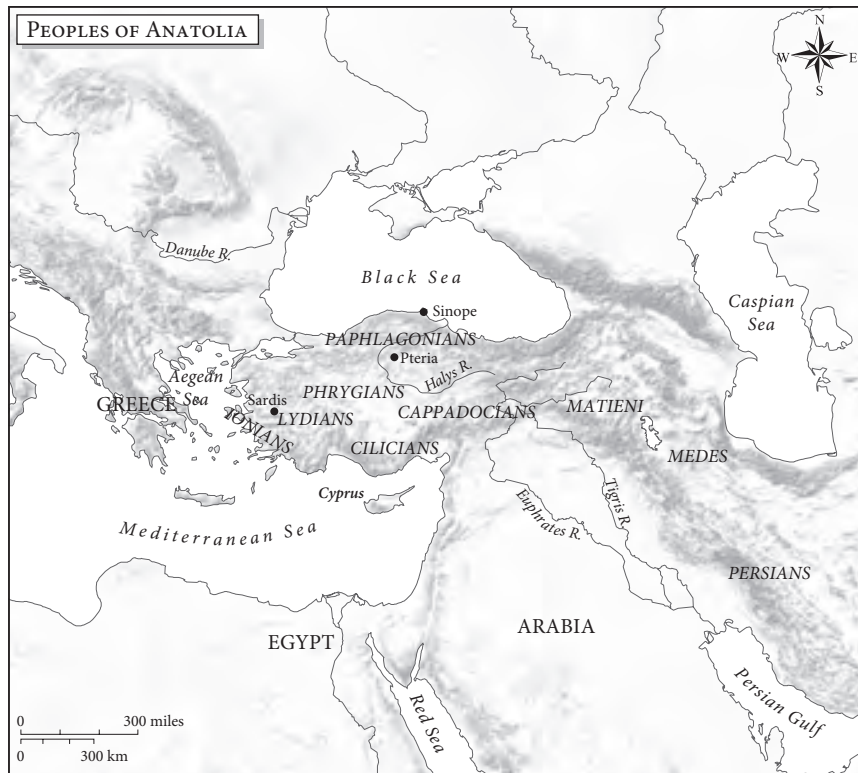 PEOPLES OF ANATOLIA
N
W E
S
Danube R.
Black Sea
Caspian
Sea
Sinope
PAPHLAGONIANS
Pteria
Halys R.
Aegean
Sea
PHRYGIANS
Sardis
GREECE
IONIANS
LYDIANS
CAPPADOCIANS
MATIENI
CILICIANS
MEDES
Cyprus
Mediterranean Sea
Euphrates R.
Tigris R.
PERSIANS
EGYPT
ARABIA
Red Sea
Persian Gulf
0 300 miles
0 300 km